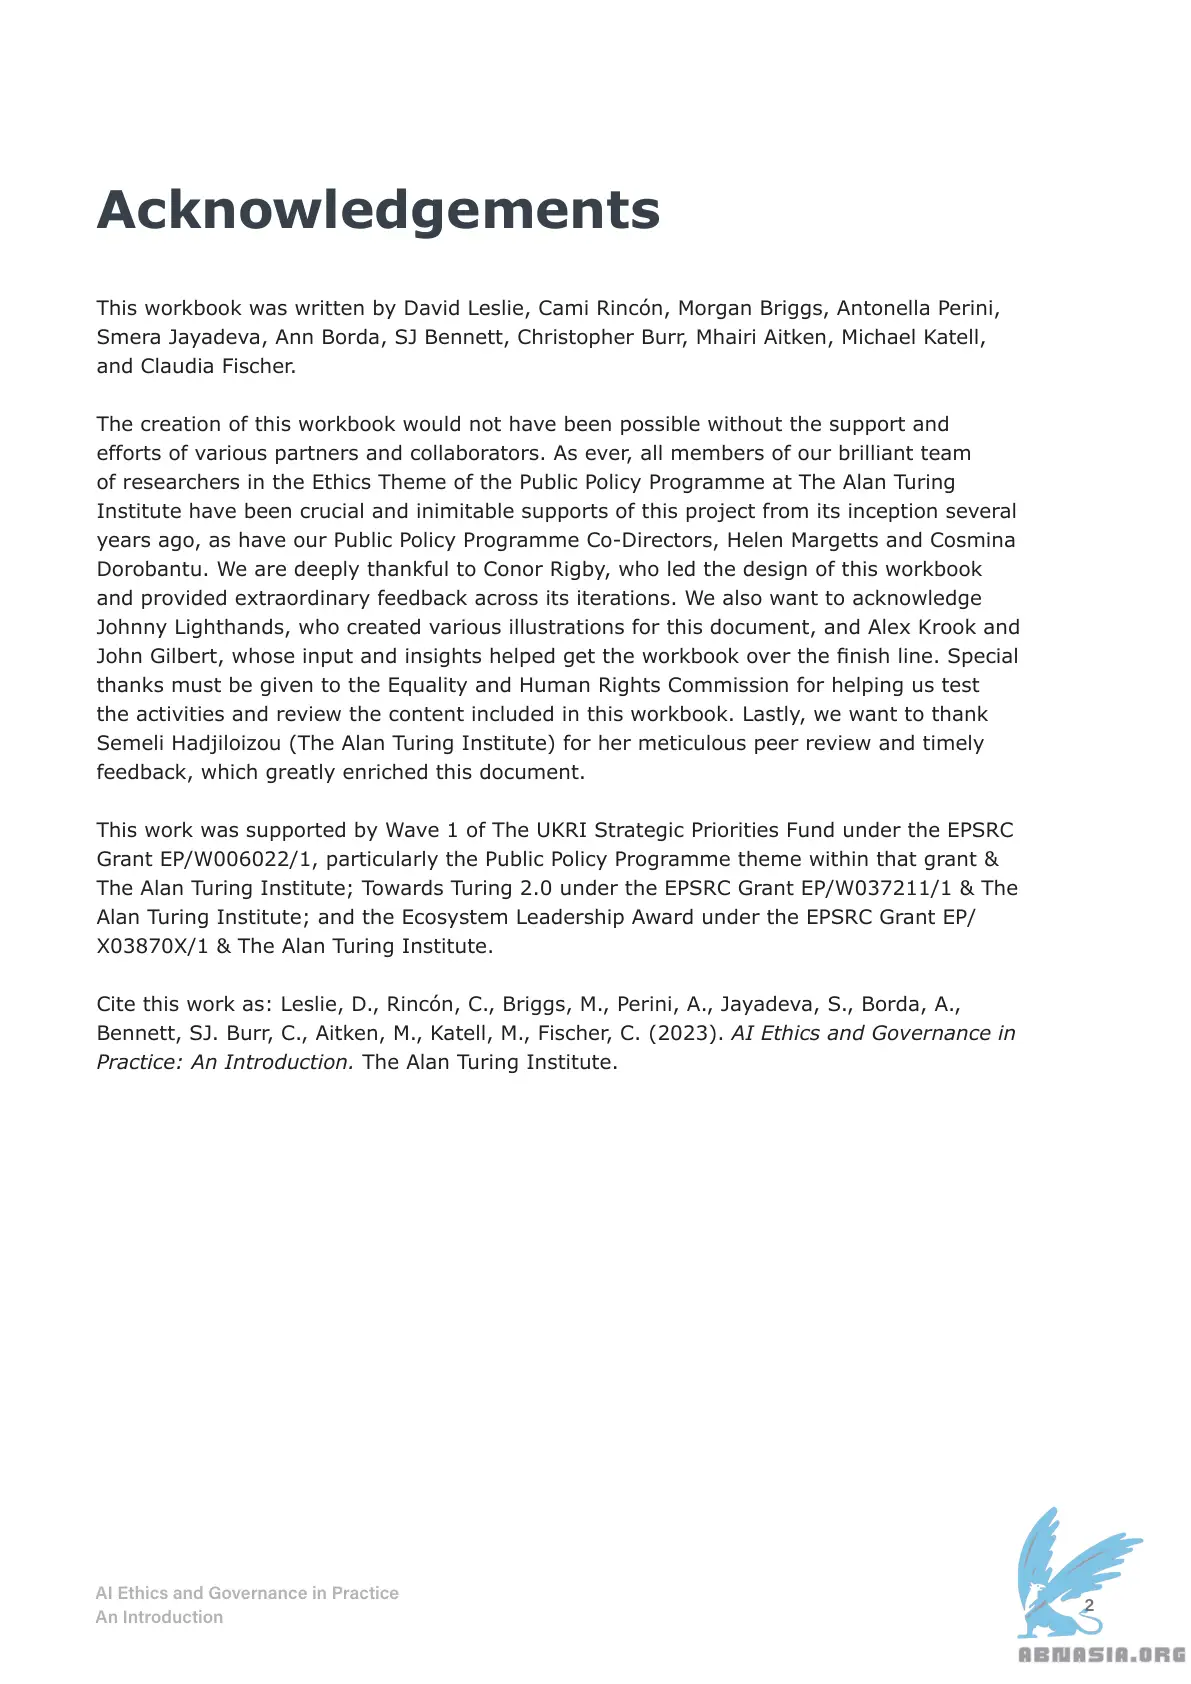 Acknowledgements
This workbook was written by David Leslie, Cami Rincón, Morgan Briggs, Antonella Perini,
Smera Jayadeva, Ann Borda, SJ Bennett, Christopher Burr, Mhairi Aitken, Michael Katell,
and Claudia Fischer.
The creation of this workbook would not have been possible without the support and
efforts of various partners and collaborators. As ever, all members of our brilliant team
of researchers in the Ethics Theme of the Public Policy Programme at The Alan Turing
Institute have been crucial and inimitable supports of this project from its inception several
years ago, as have our Public Policy Programme Co-Directors, Helen Margetts and Cosmina
Dorobantu. We are deeply thankful to Conor Rigby, who led the design of this workbook
and provided extraordinary feedback across its iterations. We also want to acknowledge
Johnny Lighthands, who created various illustrations for this document, and Alex Krook and
John Gilbert, whose input and insights helped get the workbook over the finish line. Special
thanks must be given to the Equality and Human Rights Commission for helping us test
the activities and review the content included in this workbook. Lastly, we want to thank
Semeli Hadjiloizou (The Alan Turing Institute) for her meticulous peer review and timely
feedback, which greatly enriched this document.
This work was supported by Wave 1 of The UKRI Strategic Priorities Fund under the EPSRC
Grant EP/W006022/1, particularly the Public Policy Programme theme within that grant &
The Alan Turing Institute; Towards Turing 2.0 under the EPSRC Grant EP/W037211/1 & The
Alan Turing Institute; and the Ecosystem Leadership Award under the EPSRC Grant EP/
X03870X/1 & The Alan Turing Institute.
Cite this work as: Leslie, D., Rincón, C., Briggs, M., Perini, A., Jayadeva, S., Borda, A.,
Bennett, SJ. Burr, C., Aitken, M., Katell, M., Fischer, C. (2023). AI Ethics and Governance in
Practice: An Introduction. The Alan Turing Institute.
AI Ethics and Governance in Practice
An Introduction
2
ABNASIA.ORG